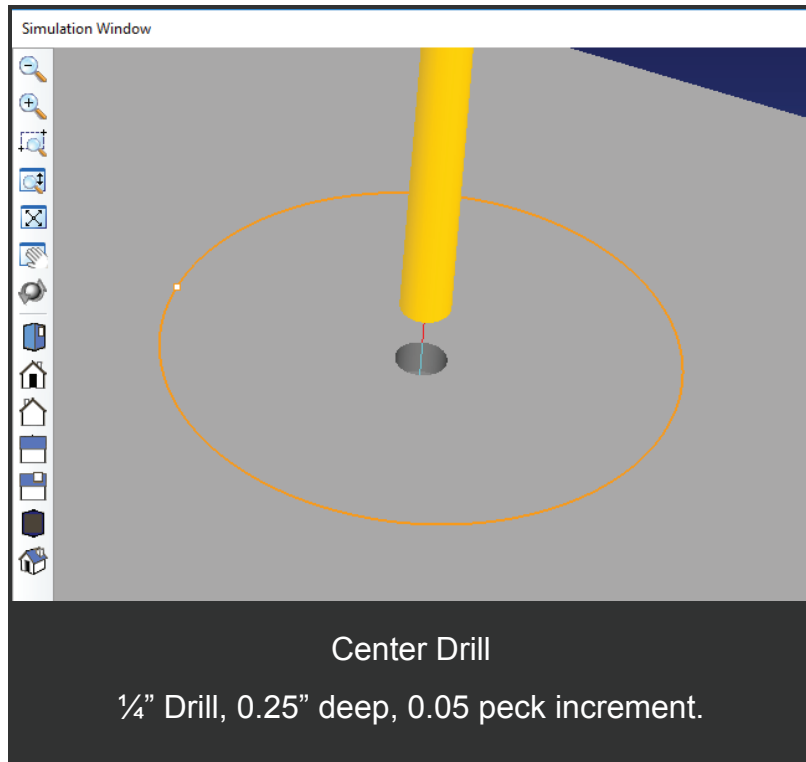 Simulation Window
Center Drill
¼” Drill, 0.25” deep, 0.05 peck increment.